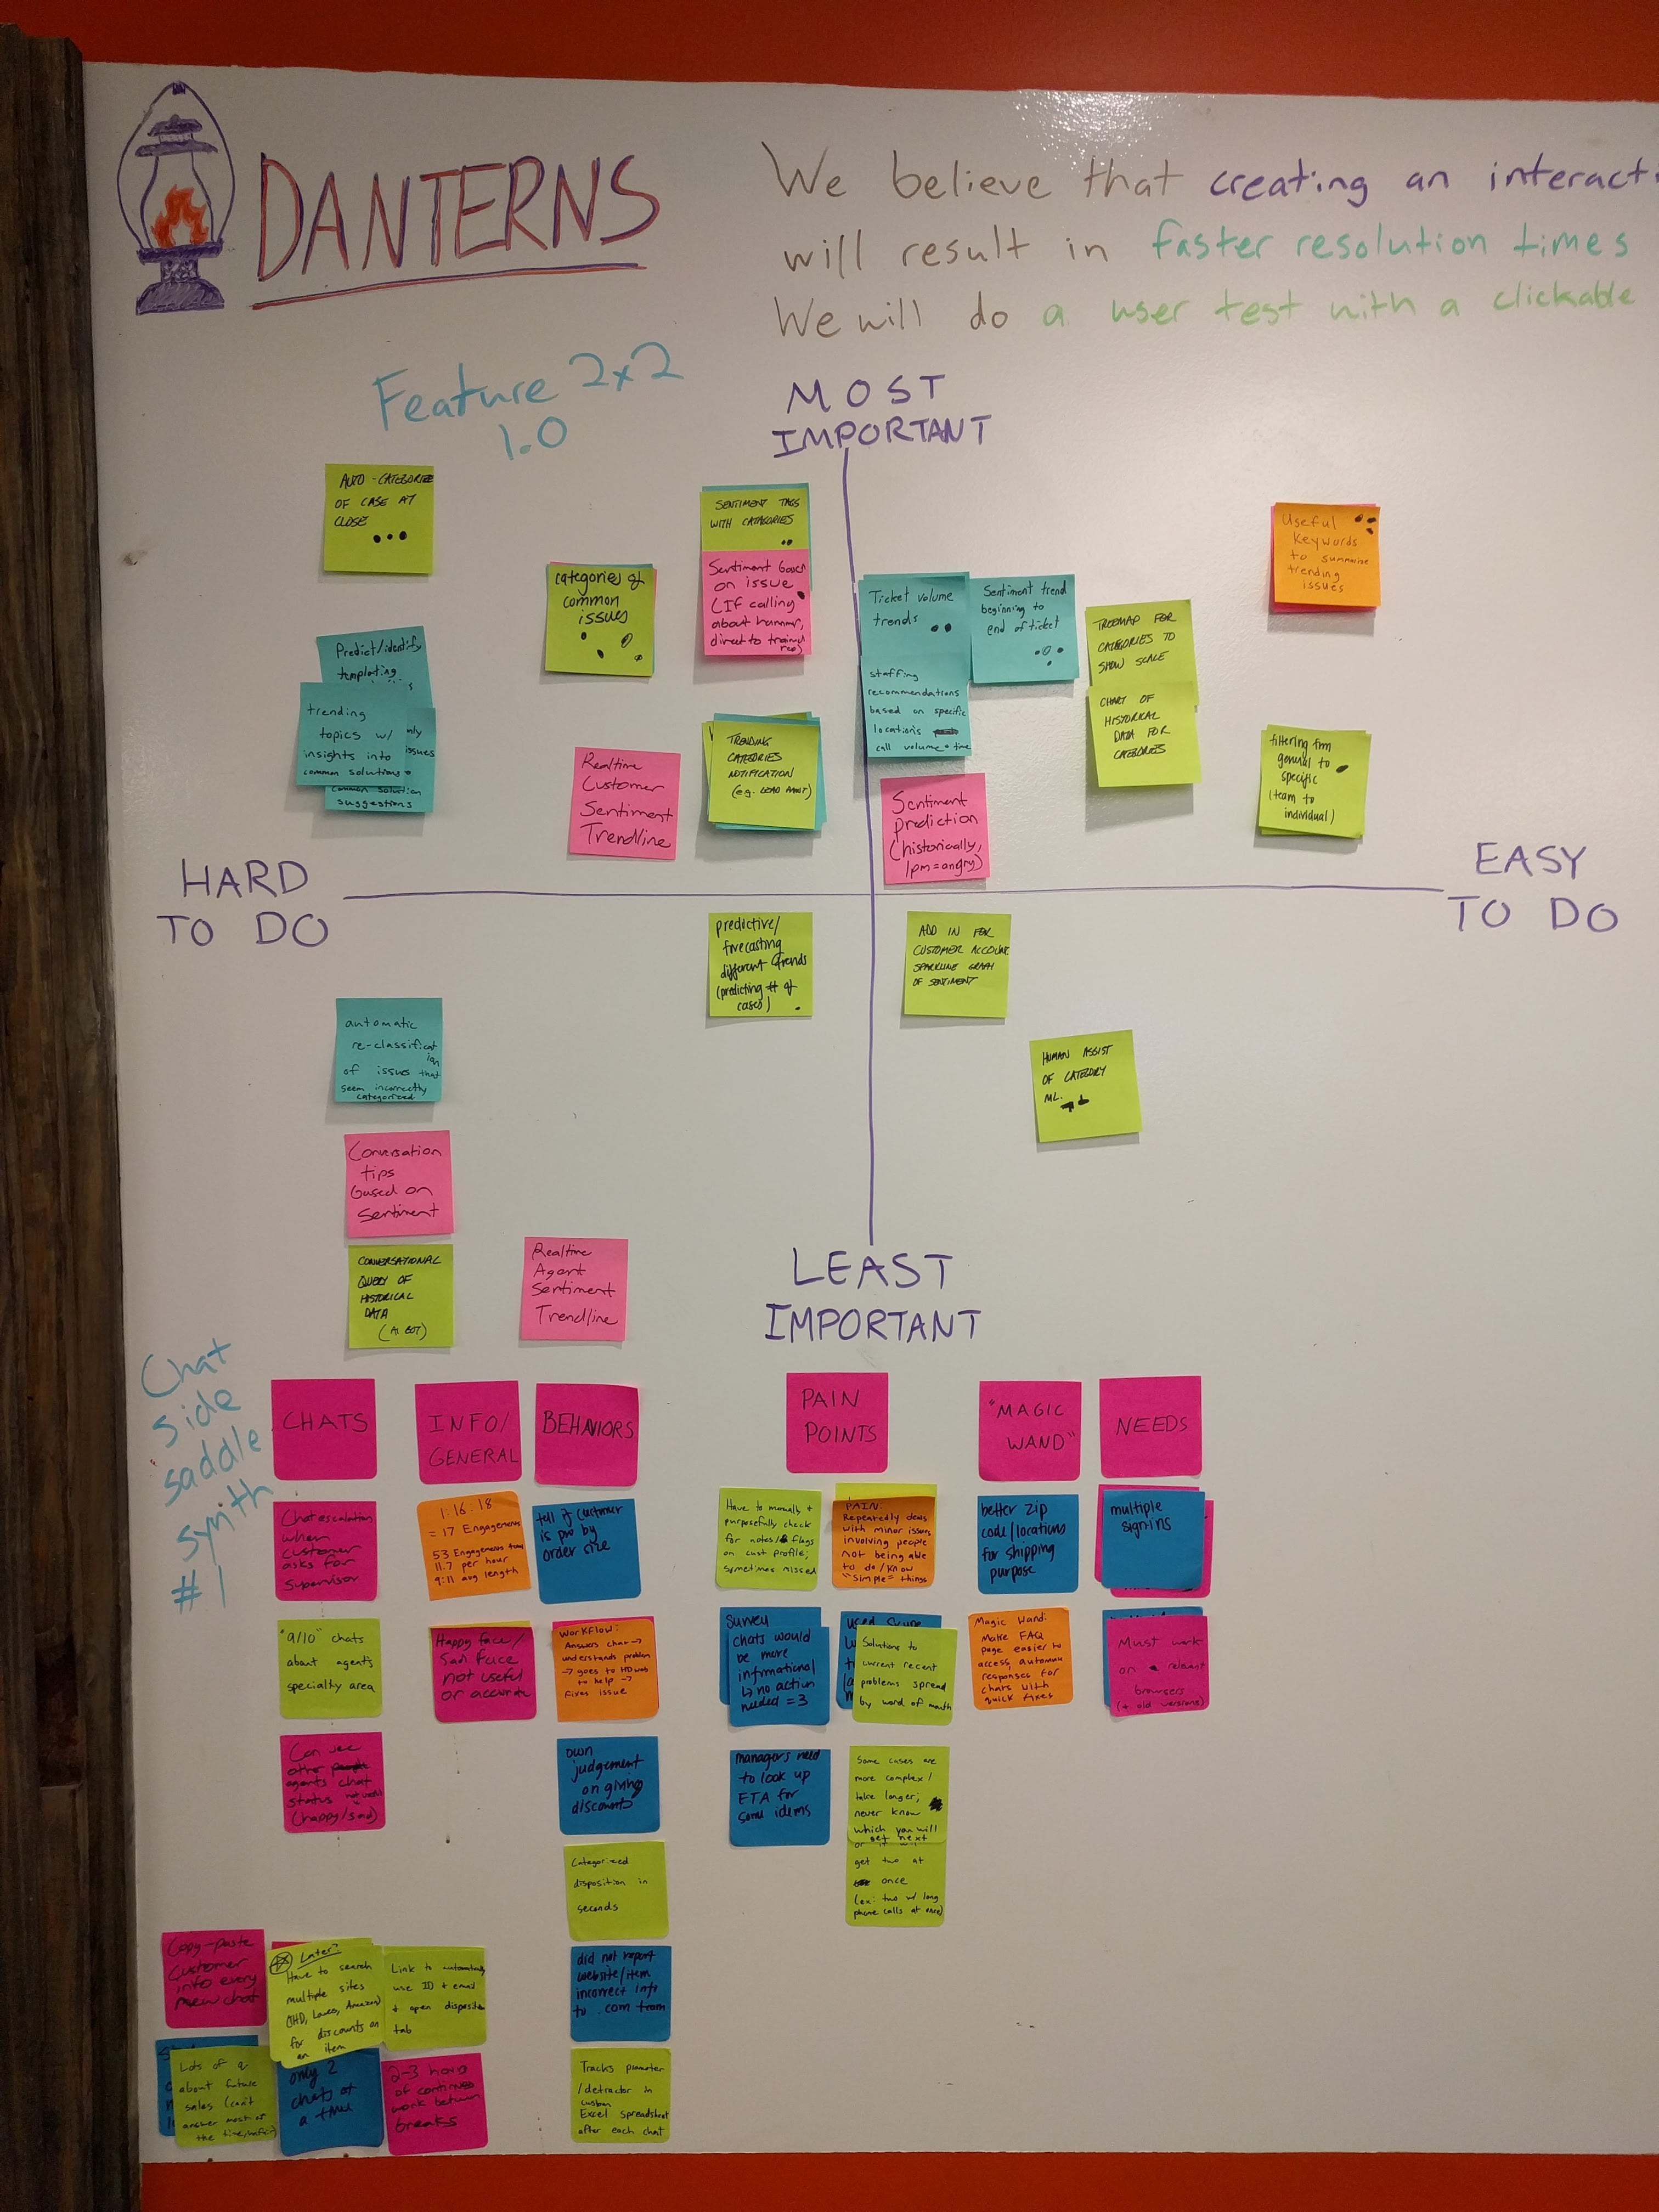 DANTERNS
We believe that creating an interact
will result in faster resolution times
We will do a user test with a clickable
Feature 2x2
1.0
MOST
IMPORTANT
AUTO-CATEGORIZE
OF CASE AT
CLOSE
categories of
common
issues
SENTIMENT TAGS
WITH CATEGORIES
Sentiment based
on issue
(If calling
about hammer,
direct to trained
rep)
Ticket volume
trends
Sentiment trend
beginning to
end of ticket
TREEMAP FOR
CATEGORIES TO
SHOW SCALE
Useful
Keywords
to summarize
trending
issues
Predict/identify
templating
trending
topics w/
insights into
common solutions
only
issues
common solution
suggestions
Realtime
Customer
Sentiment
Trendline
TRENDING
CATEGORIES
NOTIFICATION
staffing
recommendations
based on specific
locations
call volume + time
CHART OF
HISTORICAL
DATA FOR
CATEGORIES
filtering from
general to
specific
(team to
individual)
Sentiment
prediction
(historically,
1pm=angry)
HARD
TO DO
EASY
TO DO
predictive/
forecasting
different trends
(predicting # of
cases)
ADD IN FOR
CUSTOMER ACCOUNT
SPARKLINE GRAPH
OF SENTIMENT
HUMAN ASSIST
OF CATEGORY
ML.
automatic
re-classification
of issues that
seem incorrectly
categorized
Conversation
tips
based on
Sentiment
CONVERSATIONAL
QUERY OF
HISTORICAL
DATA
(AI BOT)
Realtime
Agent
Sentiment
Trendline
LEAST
IMPORTANT
Chat
side
saddle
synth
#1
CHATS
INFO/
GENERAL
BEHAVIORS
PAIN
POINTS
"MAGIC
WAND"
NEEDS
Chat escalation
when
customer
asks for
supervisor
1.16.18
= 17 Engagements
53 Engagements
11.7 per hour
9:11 avg length
tell if customer
is pro by
order size
Have to manually +
purposefully check
for notes/flags
on cust profile;
sometimes missed
PAIN:
Repeatedly deals
with minor issues
involving people
not being able
to do/know
"simple" things
better zip
code/locations
for shipping
purpose
multiple
sign-ins
"9/10" chats
about agent's
specialty area
Happy face/
Sad face
not useful
or accurate
Workflow:
Answers chat →
understands problem
→ goes to
to help →
fixes issue
Survey
chats would
be more
informational
↳ no action
needed = 3
Solutions to
current recent
problems spread
by word of mouth
Magic Wand:
Make FAQ
page easier to
access, automate
responses for
chats with
quick fixes
Must work
on relevant
browsers
(+ old versions)
Can see
other
agents chat
status
(happy/sad)
own
judgement
on giving
discounts
managers need
to look up
ETA for
some items
Some cases are
more complex/
take longer;
never know
which you will
get next
get two at
once
(ex: two w/ long
phone calls at once)
Categorized
disposition in
seconds
Copy-paste
customer
info every
new chat
Later?
Have to search
multiple sites
(HD, Lowes, Amazon)
for discounts on
an item
Link to automatically
use ID + email
+ open disposition
tab
did not report
website/item
incorrect info
to .com team
Lots of q
about future
sales (can't
answer most of
the time,
only 2
chats at
a time
2-3 hours
of continued
work between
breaks
Tracks promoter
/detractor in
custom
Excel spreadsheet
after each chat